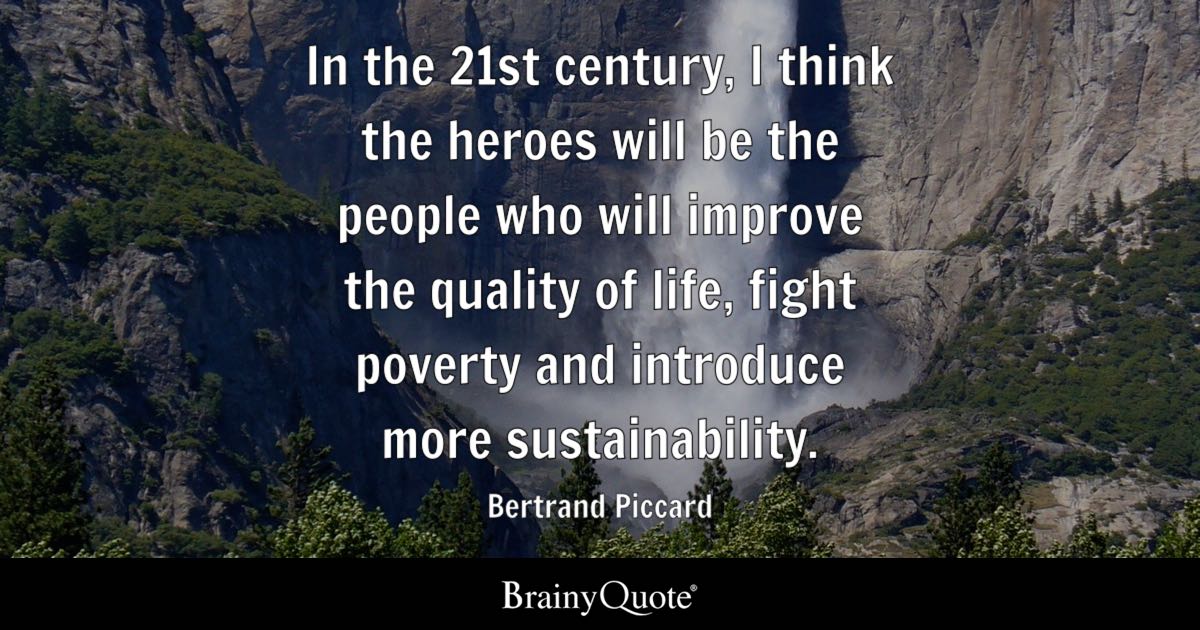 In the 21st century, I think
the heroes will be the
people who will improve
the quality of life, fight
poverty and introduce
more sustainability.
Bertrand Piccard
BrainyQuote®